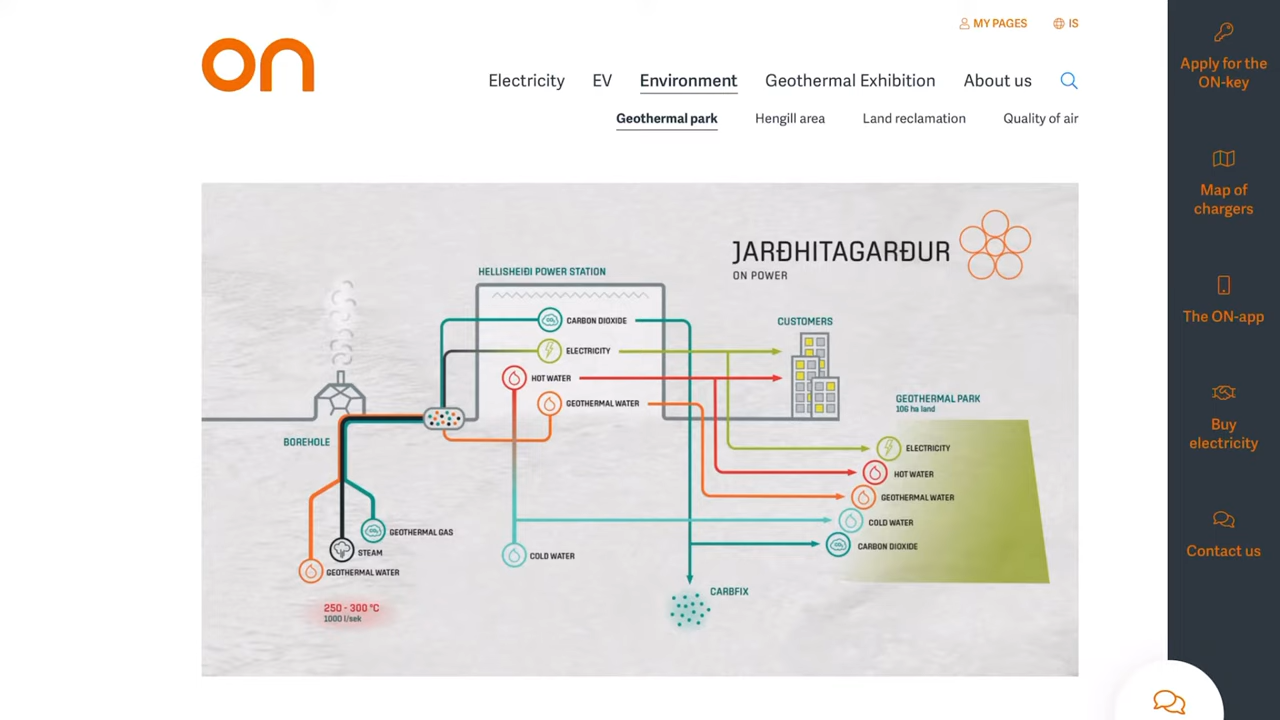 MY PAGES
IS
on
Electricity
EV
Environment
Geothermal Exhibition
About us
Geothermal park
Hengill area
Land reclamation
Quality of air
Apply for the
ON-key
Map of
chargers
The ON-app
Buy
electricity
Contact us
JARÐHITAGARÐUR
ON POWER
HELLISHEIÐI POWER STATION
CO₂
CARBON DIOXIDE
ELECTRICITY
HOT WATER
GEOTHERMAL WATER
CUSTOMERS
BOREHOLE
CO₂
GEOTHERMAL GAS
STEAM
GEOTHERMAL WATER
250 - 300 °C
1000 l/sek
COLD WATER
CARBFIX
GEOTHERMAL PARK
106 ha land
ELECTRICITY
HOT WATER
GEOTHERMAL WATER
COLD WATER
CO₂
CARBON DIOXIDE